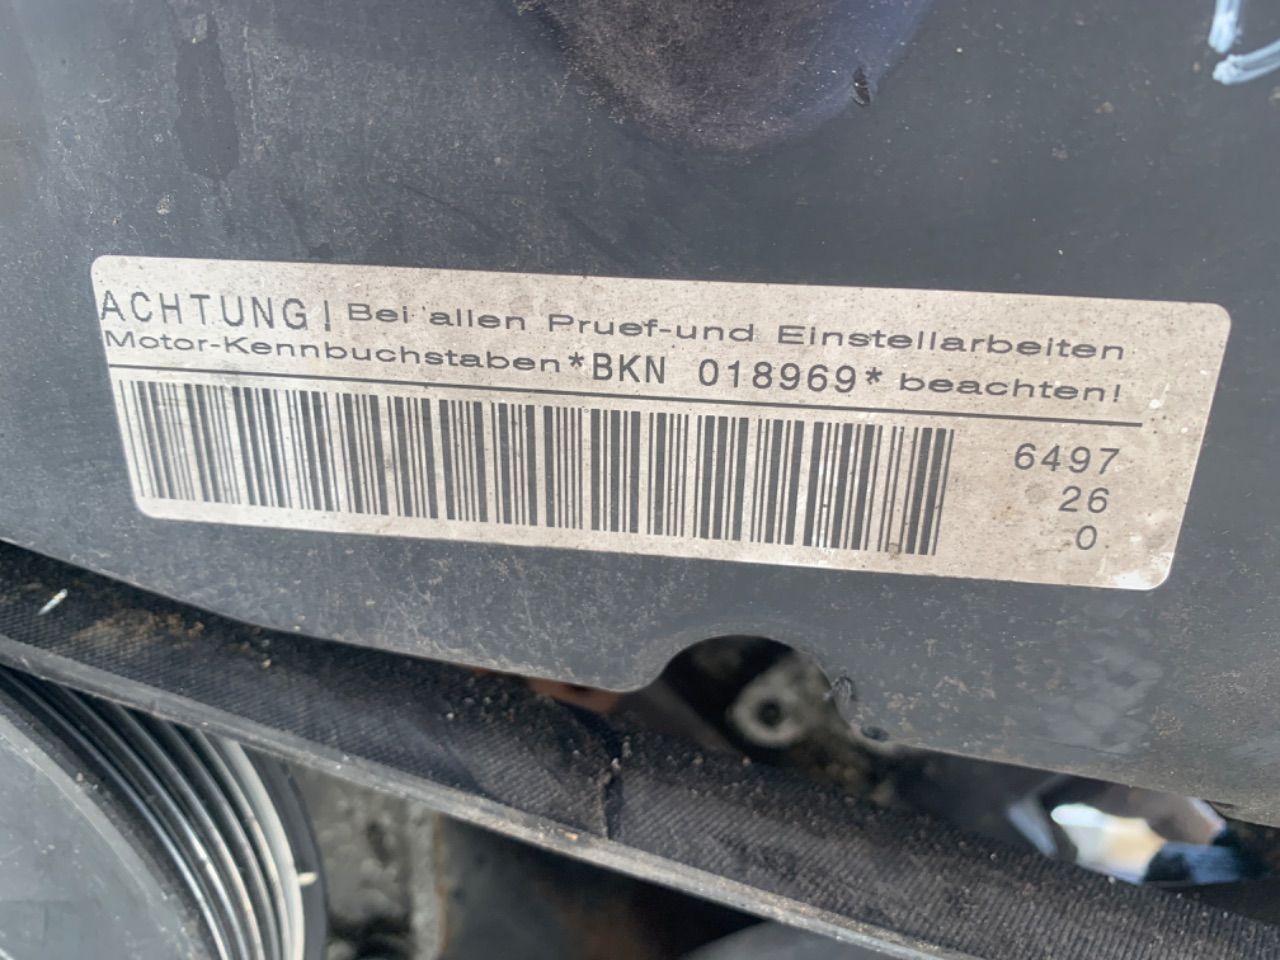 ACHTUNG! Bei allen Pruef-und Einstellarbeiten
Motor-Kennbuchstaben*BKN 018969* beachten!
6497
26
0